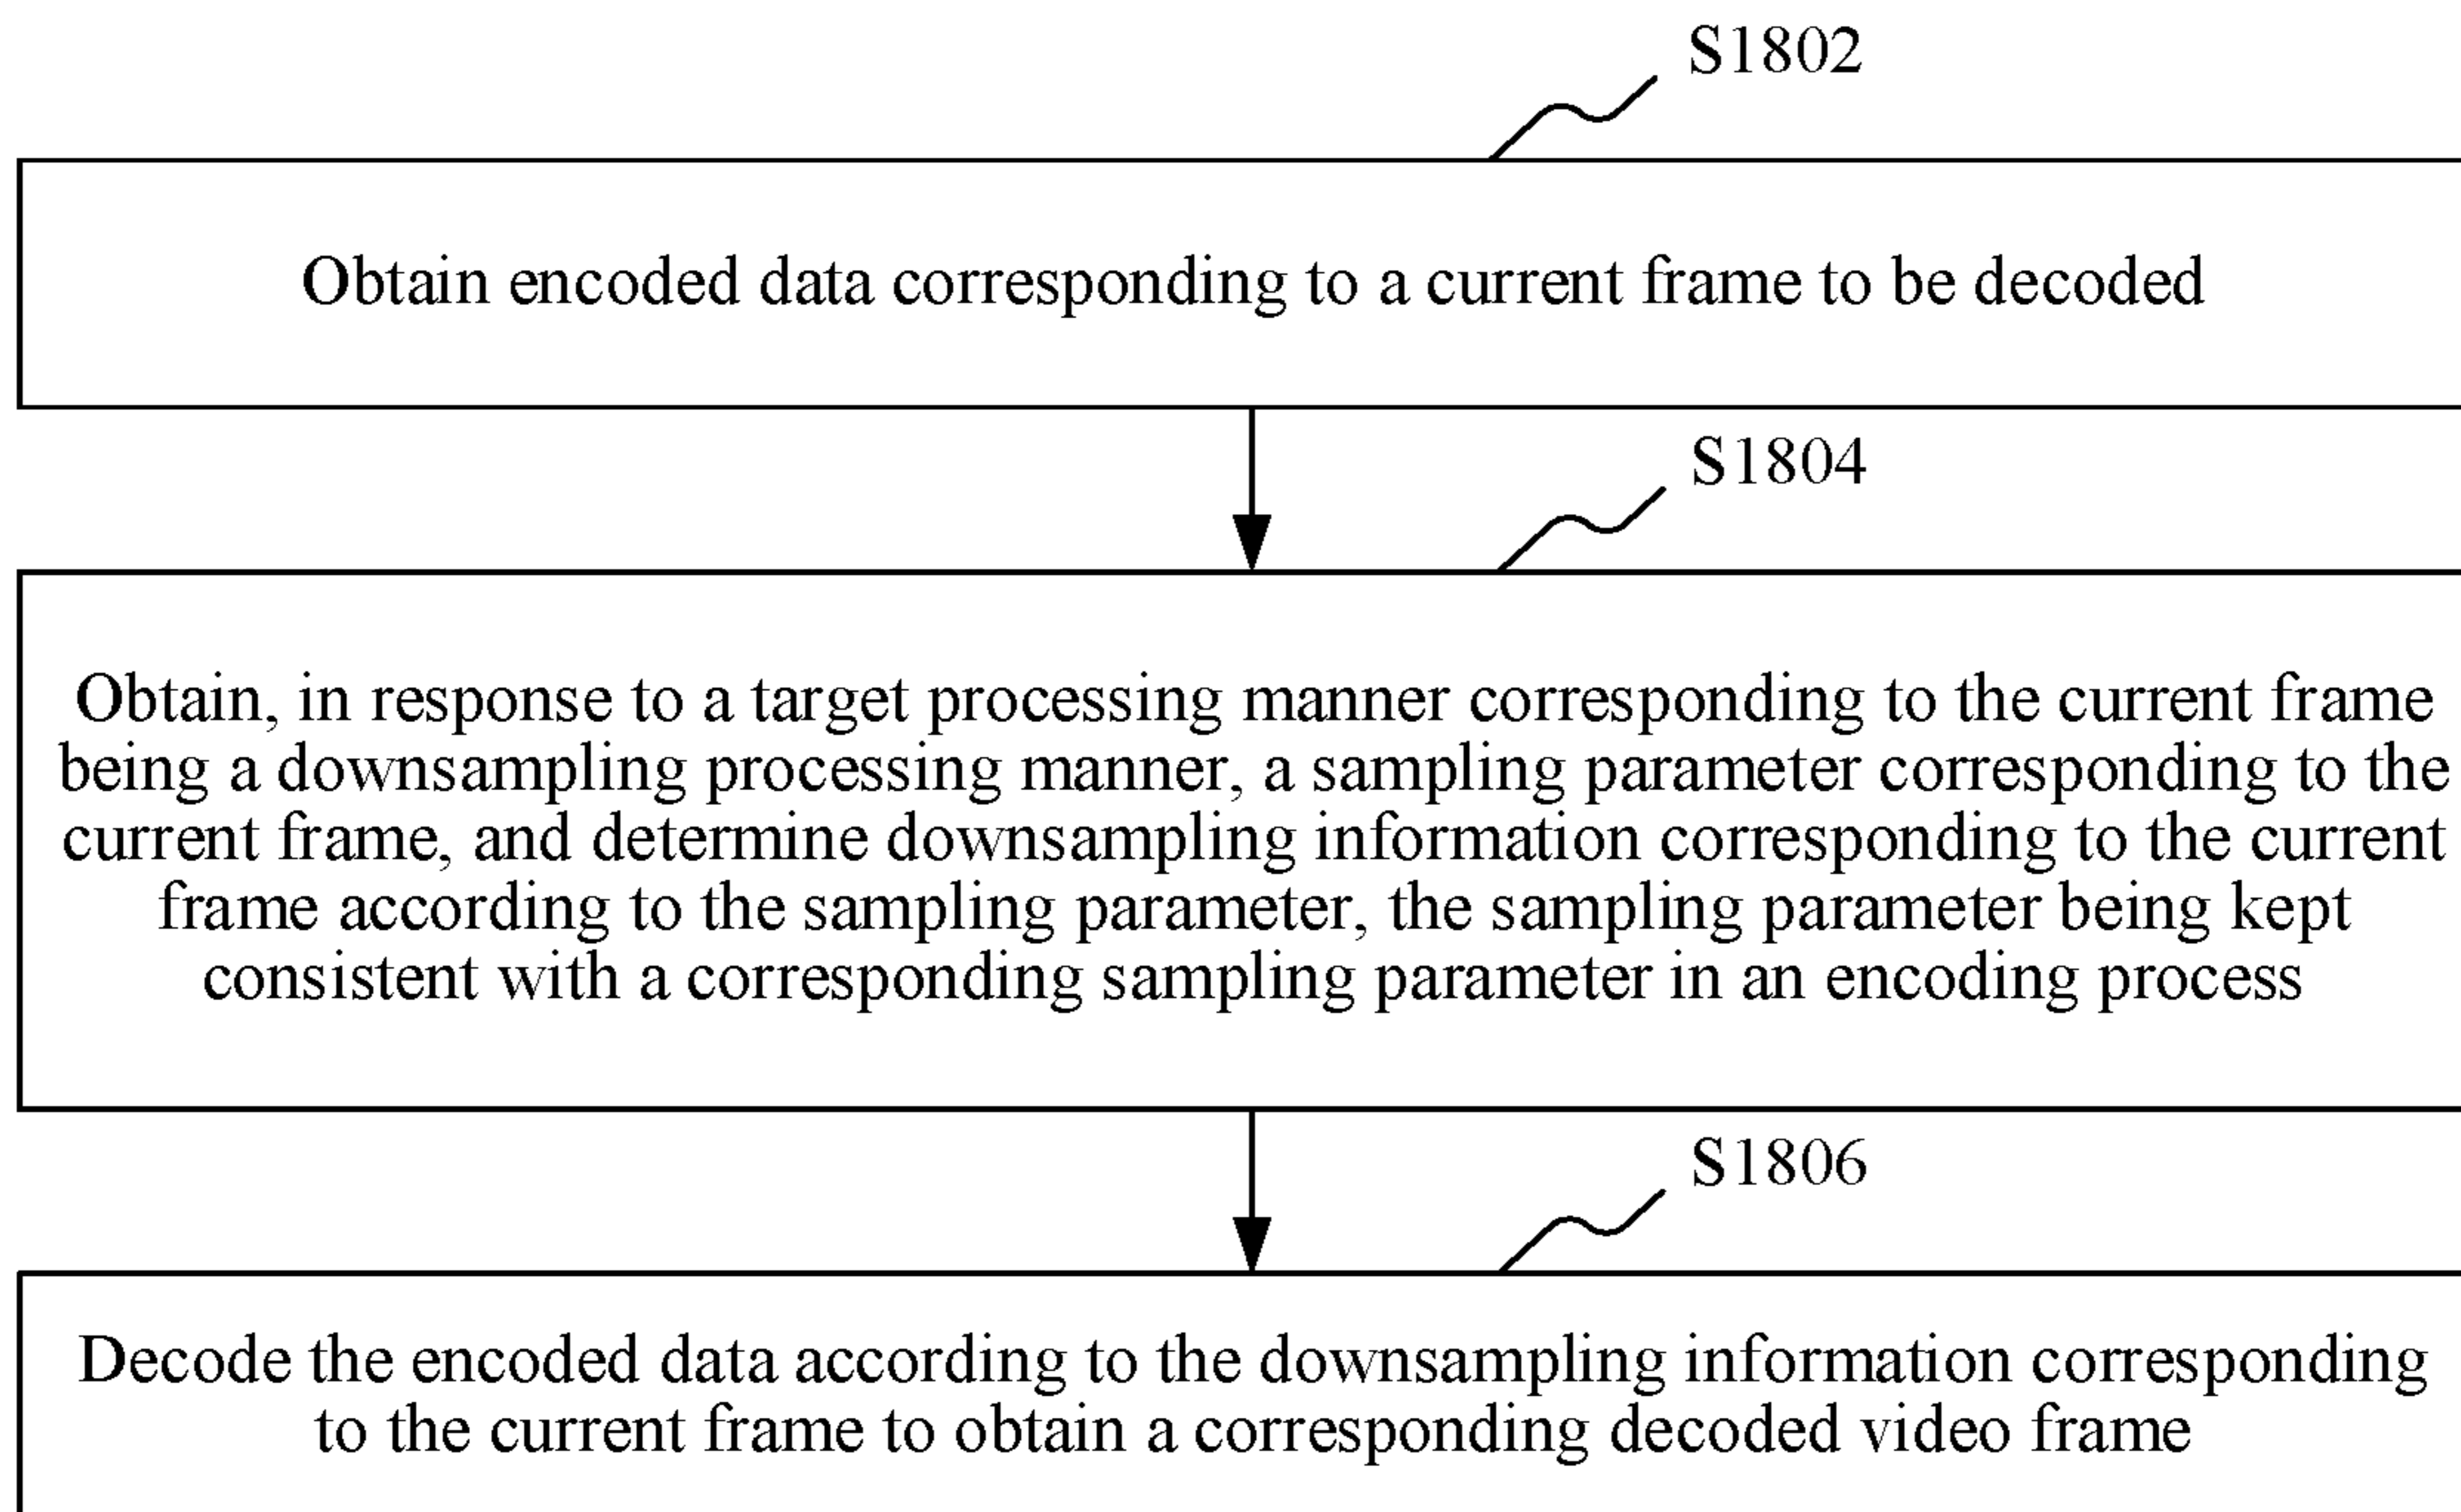 S1802
Obtain encoded data corresponding to a current frame to be decoded
S1804
Obtain, in response to a target processing manner corresponding to the current frame
being a downsampling processing manner, a sampling parameter corresponding to the
current frame, and determine downsampling information corresponding to the current
frame according to the sampling parameter, the sampling parameter being kept
consistent with a corresponding sampling parameter in an encoding process
S1806
Decode the encoded data according to the downsampling information corresponding
to the current frame to obtain a corresponding decoded video frame